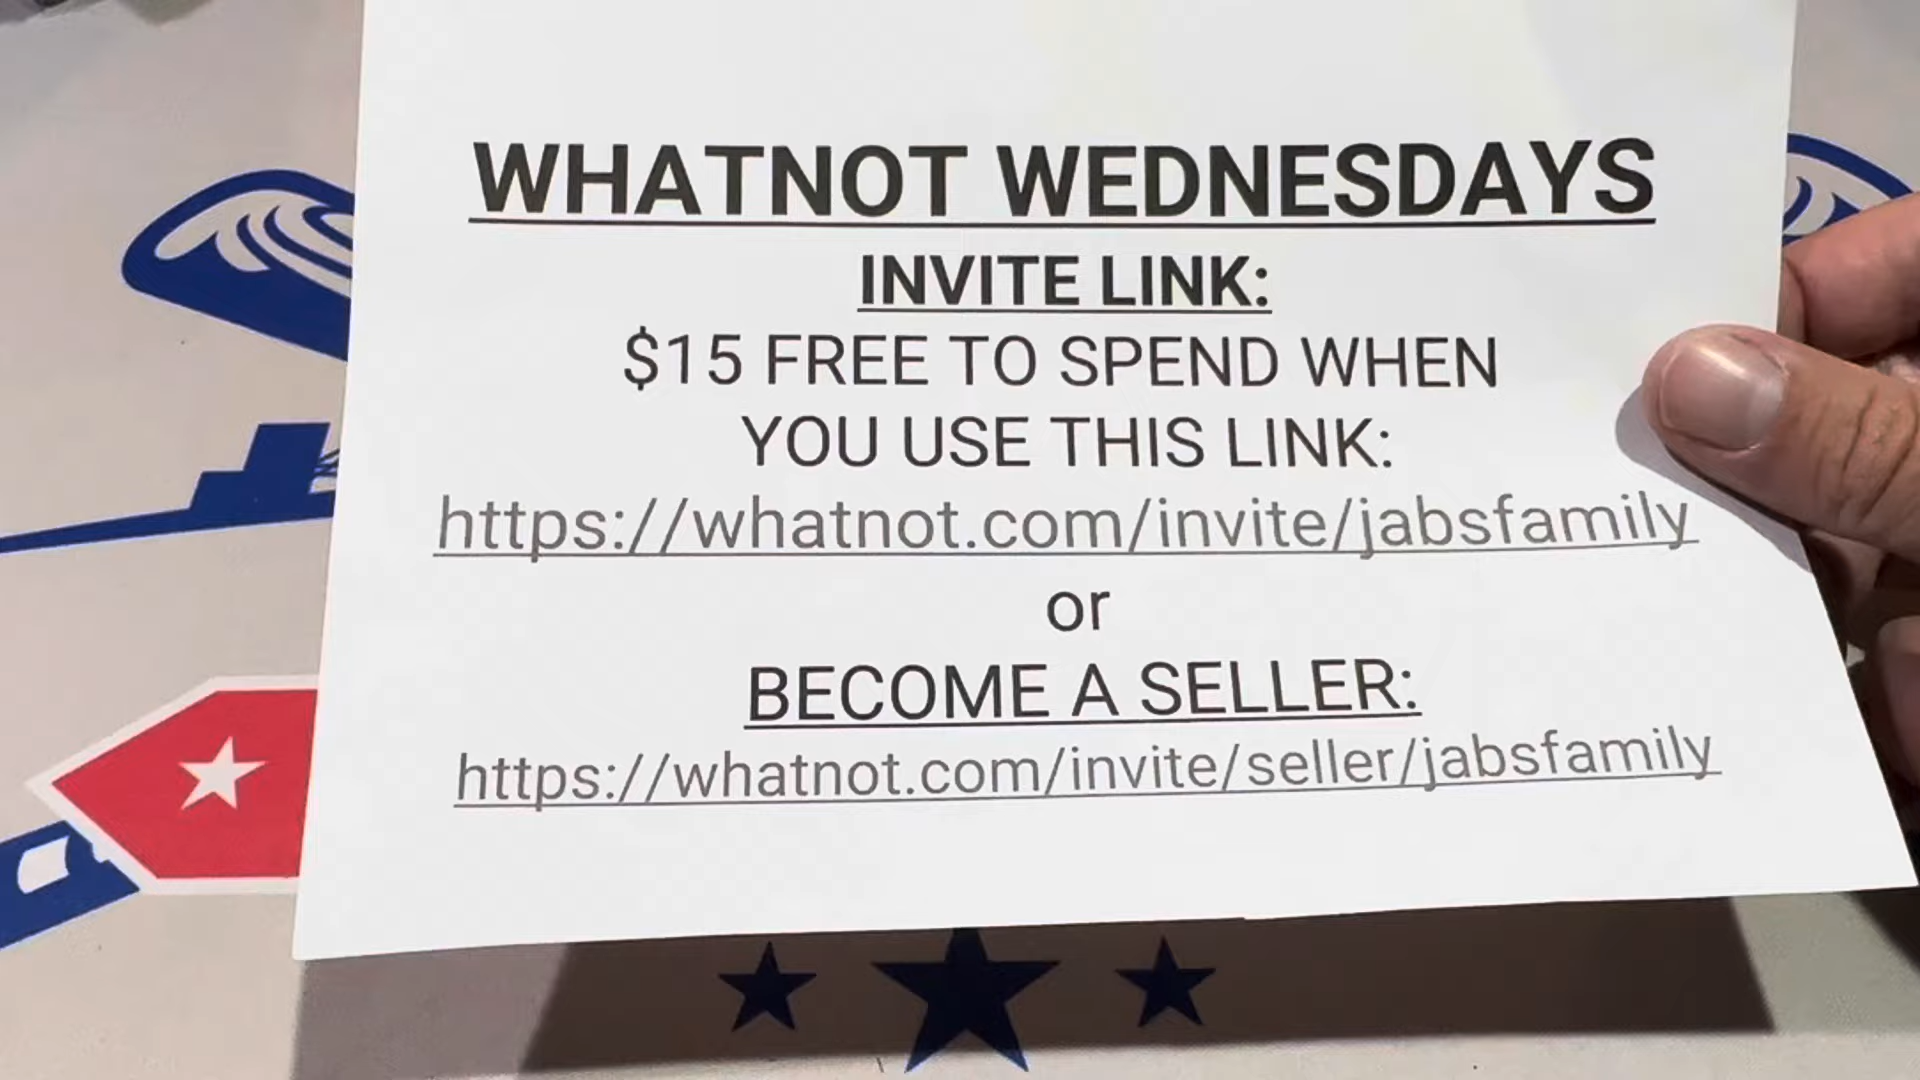 WHATNOT WEDNESDAYS
INVITE LINK:
$15 FREE TO SPEND WHEN
YOU USE THIS LINK:
https://whatnot.com/invite/jabsfamily
or
BECOME A SELLER:
https://whatnot.com/invite/seller/jabsfamily